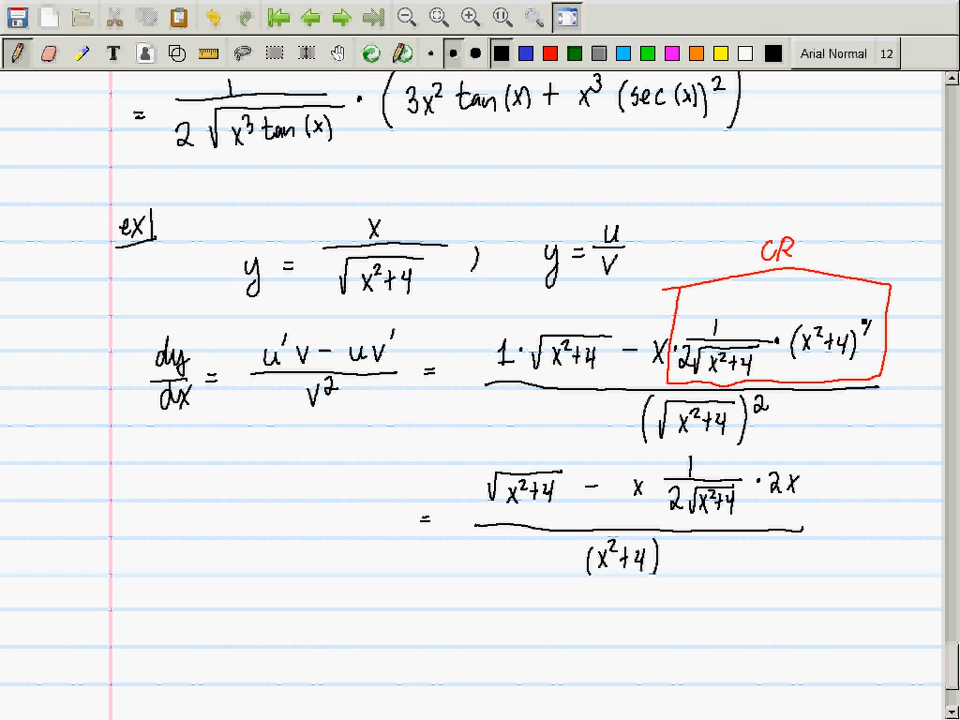 Arial Normal 12
= 1 / (2 √(x³ tan(x))) · (3x² tan(x) + x³ (sec(x))²)
ex|
y = x / √(x²+4) , y = u/v
CR
dy/dx = (u'v − uv') / v² = (1·√(x²+4) − x · 1/(2√(x²+4)) · (x²+4)') / (√(x²+4))²
= (√(x²+4) − x 1/(2√(x²+4)) · 2x) / (x²+4)